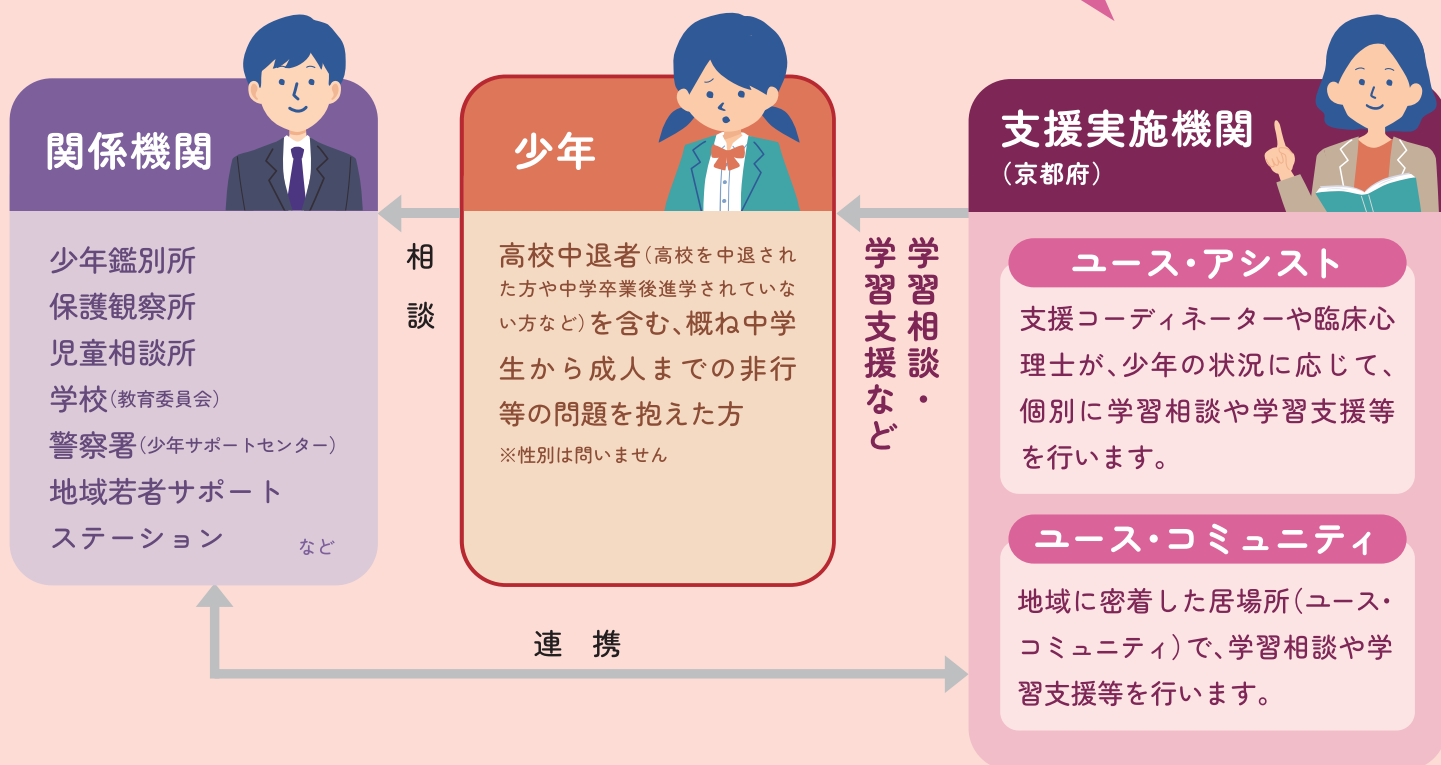 関係機関
少年鑑別所
保護観察所
児童相談所
学校(教育委員会)
警察署(少年サポートセンター)
地域若者サポート
ステーション
など
相談
少年
高校中退者(高校を中退され
た方や中学卒業後進学されていな
い方など)を含む、概ね中学
生から成人までの非行
等の問題を抱えた方
※性別は問いません
学習相談・
学習支援など
支援実施機関
(京都府)
ユース・アシスト
支援コーディネーターや臨床心
理士が、少年の状況に応じて、
個別に学習相談や学習支援等
を行います。
ユース・コミュニティ
地域に密着した居場所(ユース・
コミュニティ)で、学習相談や学
習支援等を行います。
連 携